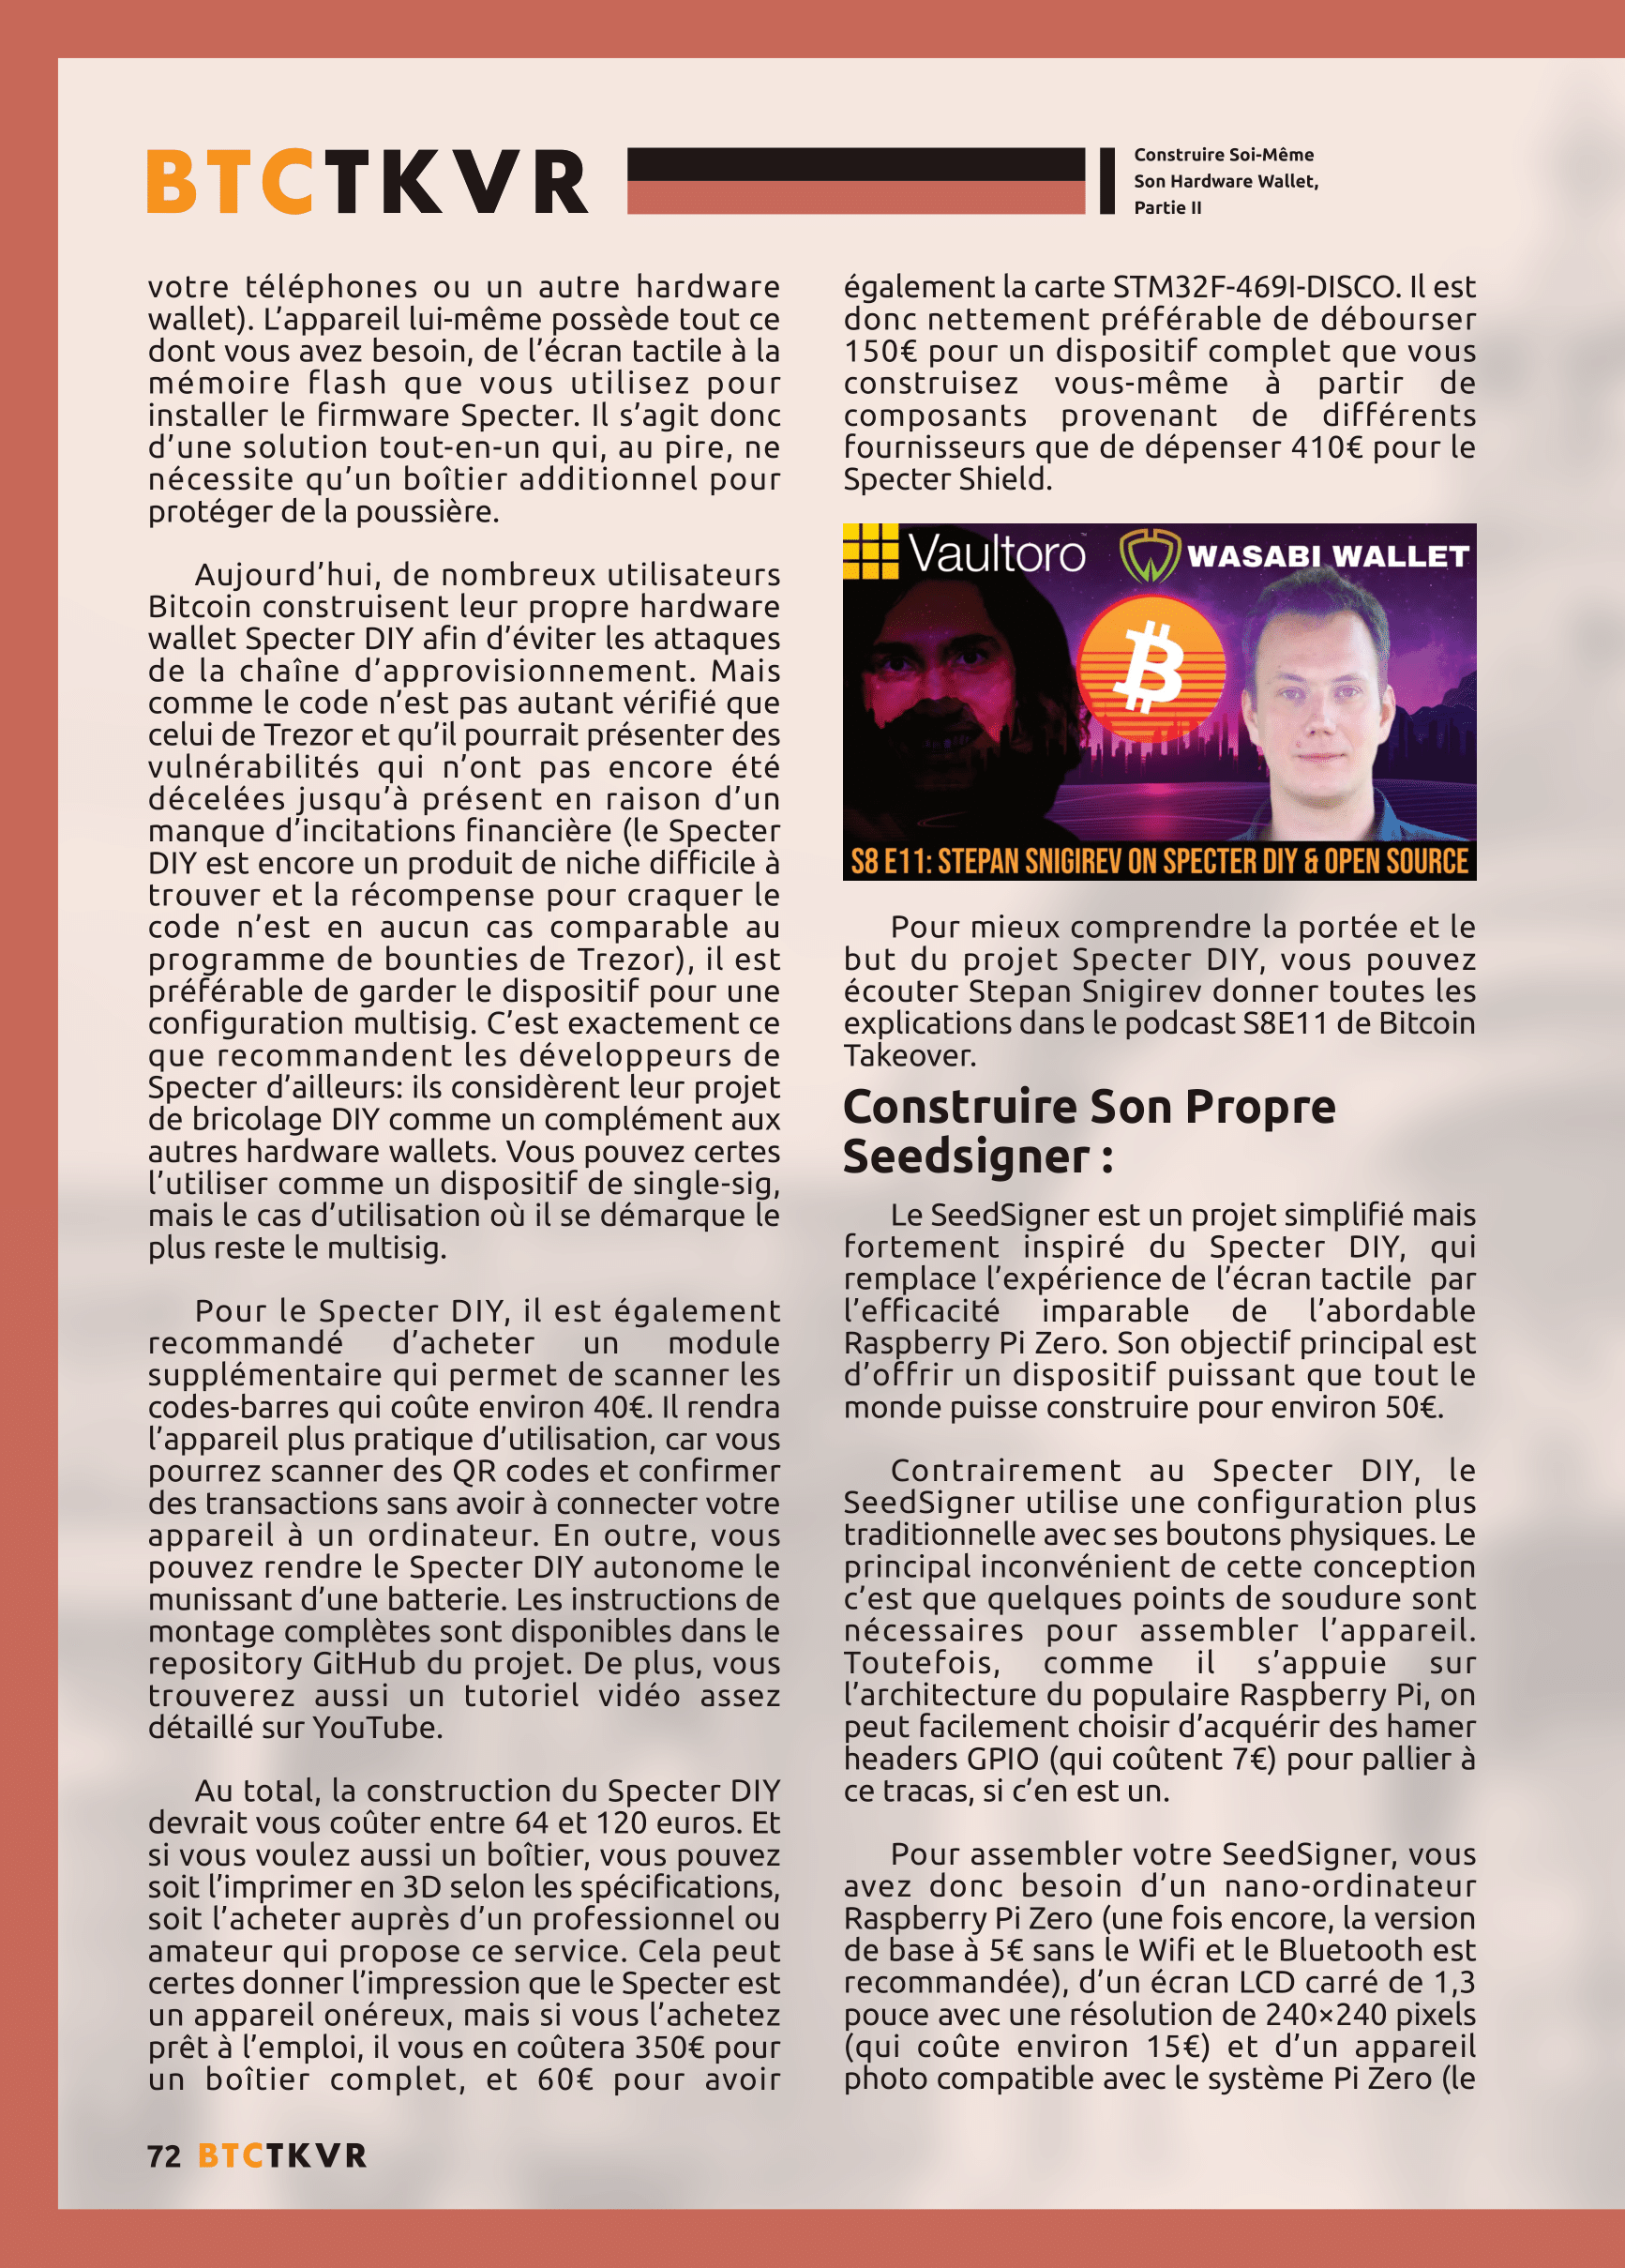 BTCTKVR
Construire Soi-Même
Son Hardware Wallet,
Partie II
votre téléphones ou un autre hardware
wallet). L’appareil lui-même possède tout ce
dont vous avez besoin, de l’écran tactile à la
mémoire flash que vous utilisez pour
installer le firmware Specter. Il s’agit donc
d’une solution tout-en-un qui, au pire, ne
nécessite qu’un boîtier additionnel pour
protéger de la poussière.
Aujourd’hui, de nombreux utilisateurs
Bitcoin construisent leur propre hardware
wallet Specter DIY afin d’éviter les attaques
de la chaîne d’approvisionnement. Mais
comme le code n’est pas autant vérifié que
celui de Trezor et qu’il pourrait présenter des
vulnérabilités qui n’ont pas encore été
décelées jusqu’à présent en raison d’un
manque d’incitations financière (le Specter
DIY est encore un produit de niche difficile à
trouver et la récompense pour craquer le
code n’est en aucun cas comparable au
programme de bounties de Trezor), il est
préférable de garder le dispositif pour une
configuration multisig. C’est exactement ce
que recommandent les développeurs de
Specter d’ailleurs: ils considèrent leur projet
de bricolage DIY comme un complément aux
autres hardware wallets. Vous pouvez certes
l’utiliser comme un dispositif de single-sig,
mais le cas d’utilisation où il se démarque le
plus reste le multisig.
Pour le Specter DIY, il est également
recommandé d’acheter un module
supplémentaire qui permet de scanner les
codes-barres qui coûte environ 40€. Il rendra
l’appareil plus pratique d’utilisation, car vous
pourrez scanner des QR codes et confirmer
des transactions sans avoir à connecter votre
appareil à un ordinateur. En outre, vous
pouvez rendre le Specter DIY autonome le
munissant d’une batterie. Les instructions de
montage complètes sont disponibles dans le
repository GitHub du projet. De plus, vous
trouverez aussi un tutoriel vidéo assez
détaillé sur YouTube.
Au total, la construction du Specter DIY
devrait vous coûter entre 64 et 120 euros. Et
si vous voulez aussi un boîtier, vous pouvez
soit l’imprimer en 3D selon les spécifications,
soit l’acheter auprès d’un professionnel ou
amateur qui propose ce service. Cela peut
certes donner l’impression que le Specter est
un appareil onéreux, mais si vous l’achetez
prêt à l’emploi, il vous en coûtera 350€ pour
un boîtier complet, et 60€ pour avoir
également la carte STM32F-469I-DISCO. Il est
donc nettement préférable de débourser
150€ pour un dispositif complet que vous
construisez vous-même à partir de
composants provenant de différents
fournisseurs que de dépenser 410€ pour le
Specter Shield.
Vaultoro™ WASABI WALLET
S8 E11: STEPAN SNIGIREV ON SPECTER DIY & OPEN SOURCE
Pour mieux comprendre la portée et le
but du projet Specter DIY, vous pouvez
écouter Stepan Snigirev donner toutes les
explications dans le podcast S8E11 de Bitcoin
Takeover.
Construire Son Propre
Seedsigner :
Le SeedSigner est un projet simplifié mais
fortement inspiré du Specter DIY, qui
remplace l’expérience de l’écran tactile par
l’efficacité imparable de l’abordable
Raspberry Pi Zero. Son objectif principal est
d’offrir un dispositif puissant que tout le
monde puisse construire pour environ 50€.
Contrairement au Specter DIY, le
SeedSigner utilise une configuration plus
traditionnelle avec ses boutons physiques. Le
principal inconvénient de cette conception
c’est que quelques points de soudure sont
nécessaires pour assembler l’appareil.
Toutefois, comme il s’appuie sur
l’architecture du populaire Raspberry Pi, on
peut facilement choisir d’acquérir des hamer
headers GPIO (qui coûtent 7€) pour pallier à
ce tracas, si c’en est un.
Pour assembler votre SeedSigner, vous
avez donc besoin d’un nano-ordinateur
Raspberry Pi Zero (une fois encore, la version
de base à 5€ sans le Wifi et le Bluetooth est
recommandée), d’un écran LCD carré de 1,3
pouce avec une résolution de 240×240 pixels
(qui coûte environ 15€) et d’un appareil
photo compatible avec le système Pi Zero (le
72 BTCTKVR